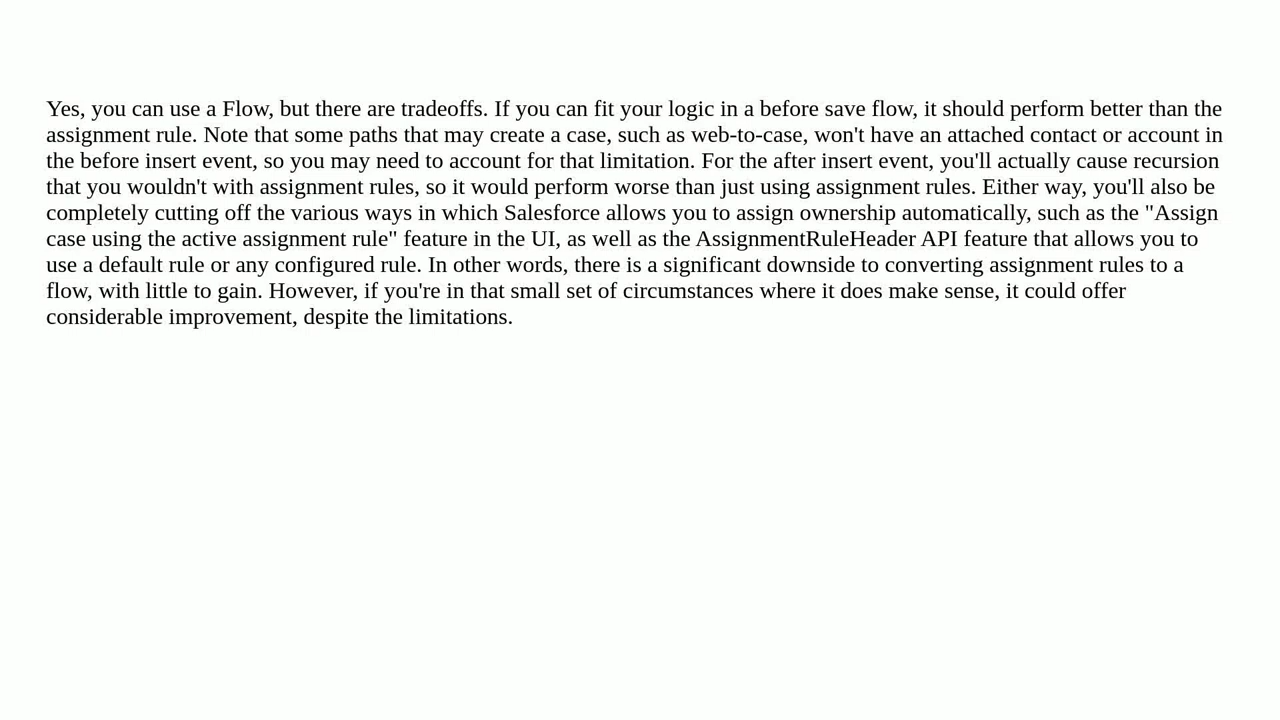 Yes, you can use a Flow, but there are tradeoffs. If you can fit your logic in a before save flow, it should perform better than the
assignment rule. Note that some paths that may create a case, such as web-to-case, won't have an attached contact or account in
the before insert event, so you may need to account for that limitation. For the after insert event, you'll actually cause recursion
that you wouldn't with assignment rules, so it would perform worse than just using assignment rules. Either way, you'll also be
completely cutting off the various ways in which Salesforce allows you to assign ownership automatically, such as the "Assign
case using the active assignment rule" feature in the UI, as well as the AssignmentRuleHeader API feature that allows you to
use a default rule or any configured rule. In other words, there is a significant downside to converting assignment rules to a
flow, with little to gain. However, if you're in that small set of circumstances where it does make sense, it could offer
considerable improvement, despite the limitations.